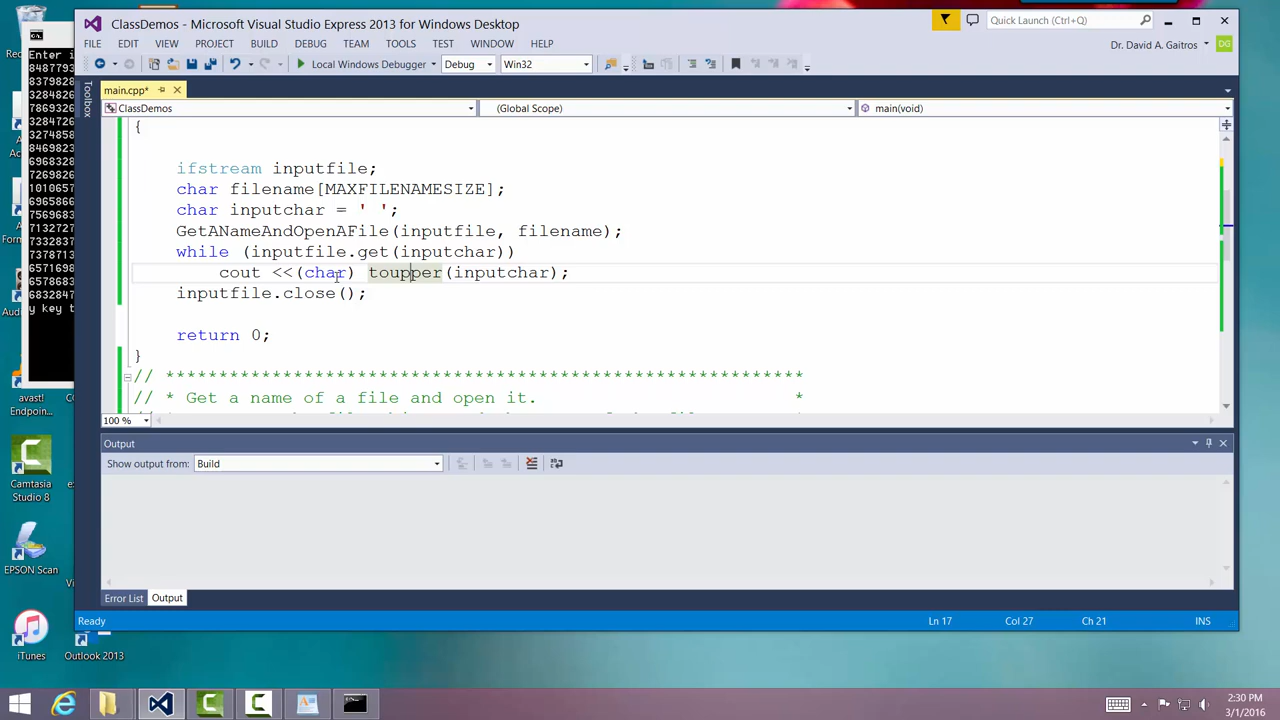 ClassDemos - Microsoft Visual Studio Express 2013 for Windows Desktop
Quick Launch (Ctrl+Q)
FILE EDIT VIEW PROJECT BUILD DEBUG TEAM TOOLS TEST WINDOW HELP
Dr. David A. Gaitros DG
Local Windows Debugger Debug Win32
main.cpp*
Toolbox
ClassDemos (Global Scope) main(void)
{
ifstream inputfile;
char filename[MAXFILENAMESIZE];
char inputchar = ' ';
GetANameAndOpenAFile(inputfile, filename);
while (inputfile.get(inputchar))
cout <<(char) toupper(inputchar);
inputfile.close();
return 0;
}
// ************************************************************
// * Get a name of a file and open it. *
100 %
Output
Show output from: Build
Error List Output
Ready Ln 17 Col 27 Ch 21 INS
Enter i
8487793
8379828
3284826
7869326
3284726
3274858
8469823
6968328
7269568
1010657
6965868
7569683
7132727
7332837
7378713
6571698
6578683
6832847
y key t
avast!
Endpoin...
Camtasia
Studio 8
EPSON Scan
iTunes
Outlook 2013
2:30 PM
3/1/2016